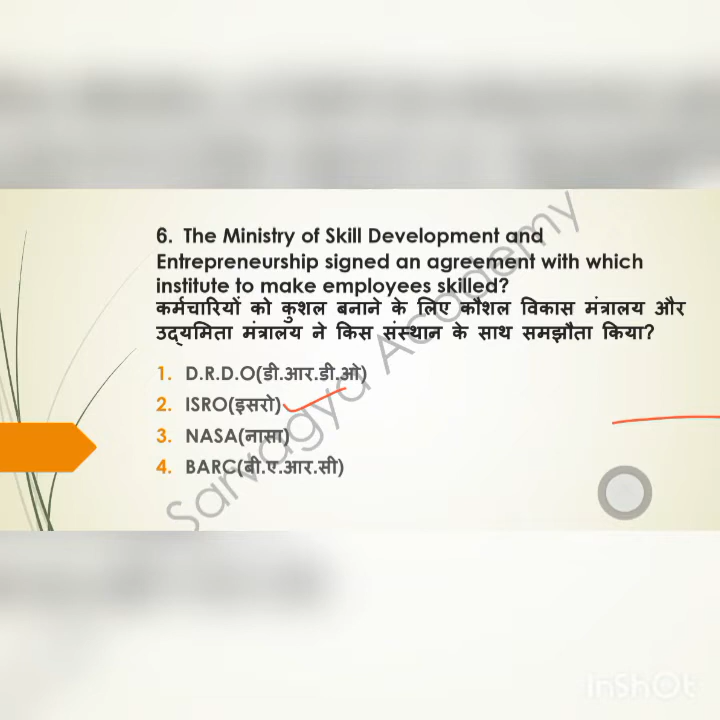 6. The Ministry of Skill Development and
Entrepreneurship signed an agreement with which
institute to make employees skilled?
कर्मचारियों को कुशल बनाने के लिए कौशल विकास मंत्रालय और
उद्यमिता मंत्रालय ने किस संस्थान के साथ समझौता किया?
1. D.R.D.O(डी.आर.डी.ओ)
2. ISRO(इसरो)
3. NASA(नासा)
4. BARC(बी.ए.आर.सी)
Sarvagya Academy
InShOt